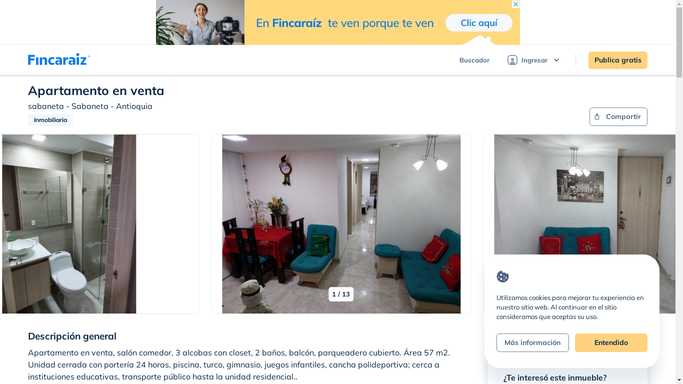 En Fincaraíz te ven porque te ven
Clic aquí
Fincaraiz
Buscador
Ingresar
Publica gratis
Apartamento en venta
sabaneta - Sabaneta - Antioquia
Inmobiliaria
Compartir
1 / 13
Utilizamos cookies para mejorar tu experiencia en
nuestro sitio web. Al continuar en el sitio
consideramos que aceptas su uso.
Más información
Entendido
Descripción general
Apartamento en venta, salón comedor, 3 alcobas con closet, 2 baños, balcón, parqueadero cubierto. Área 57 m2.
Unidad cerrada con portería 24 horas, piscina, turco, gimnasio, juegos infantiles, cancha polideportiva; cerca a
instituciones educativas, transporte público hasta la unidad residencial..
¿Te interesó este inmueble?